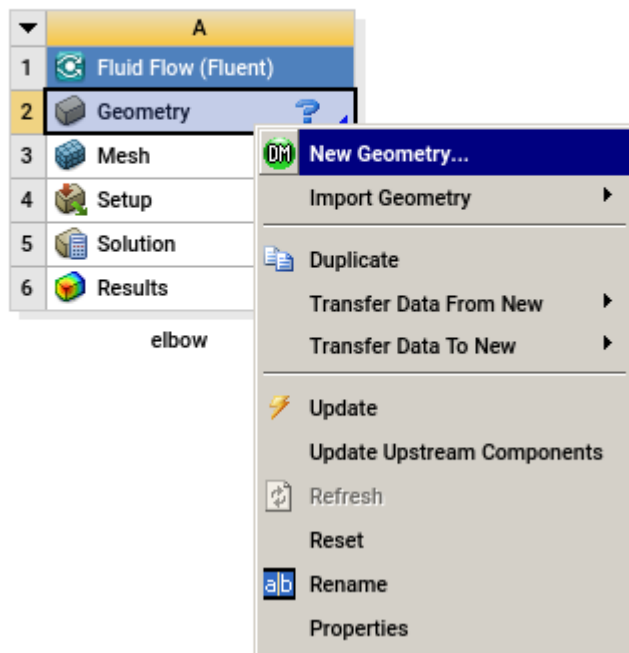 A
1 Fluid Flow (Fluent)
2 Geometry ?
3 Mesh
4 Setup
5 Solution
6 Results
elbow
DM New Geometry...
Import Geometry
Duplicate
Transfer Data From New
Transfer Data To New
Update
Update Upstream Components
Refresh
Reset
a|b Rename
Properties